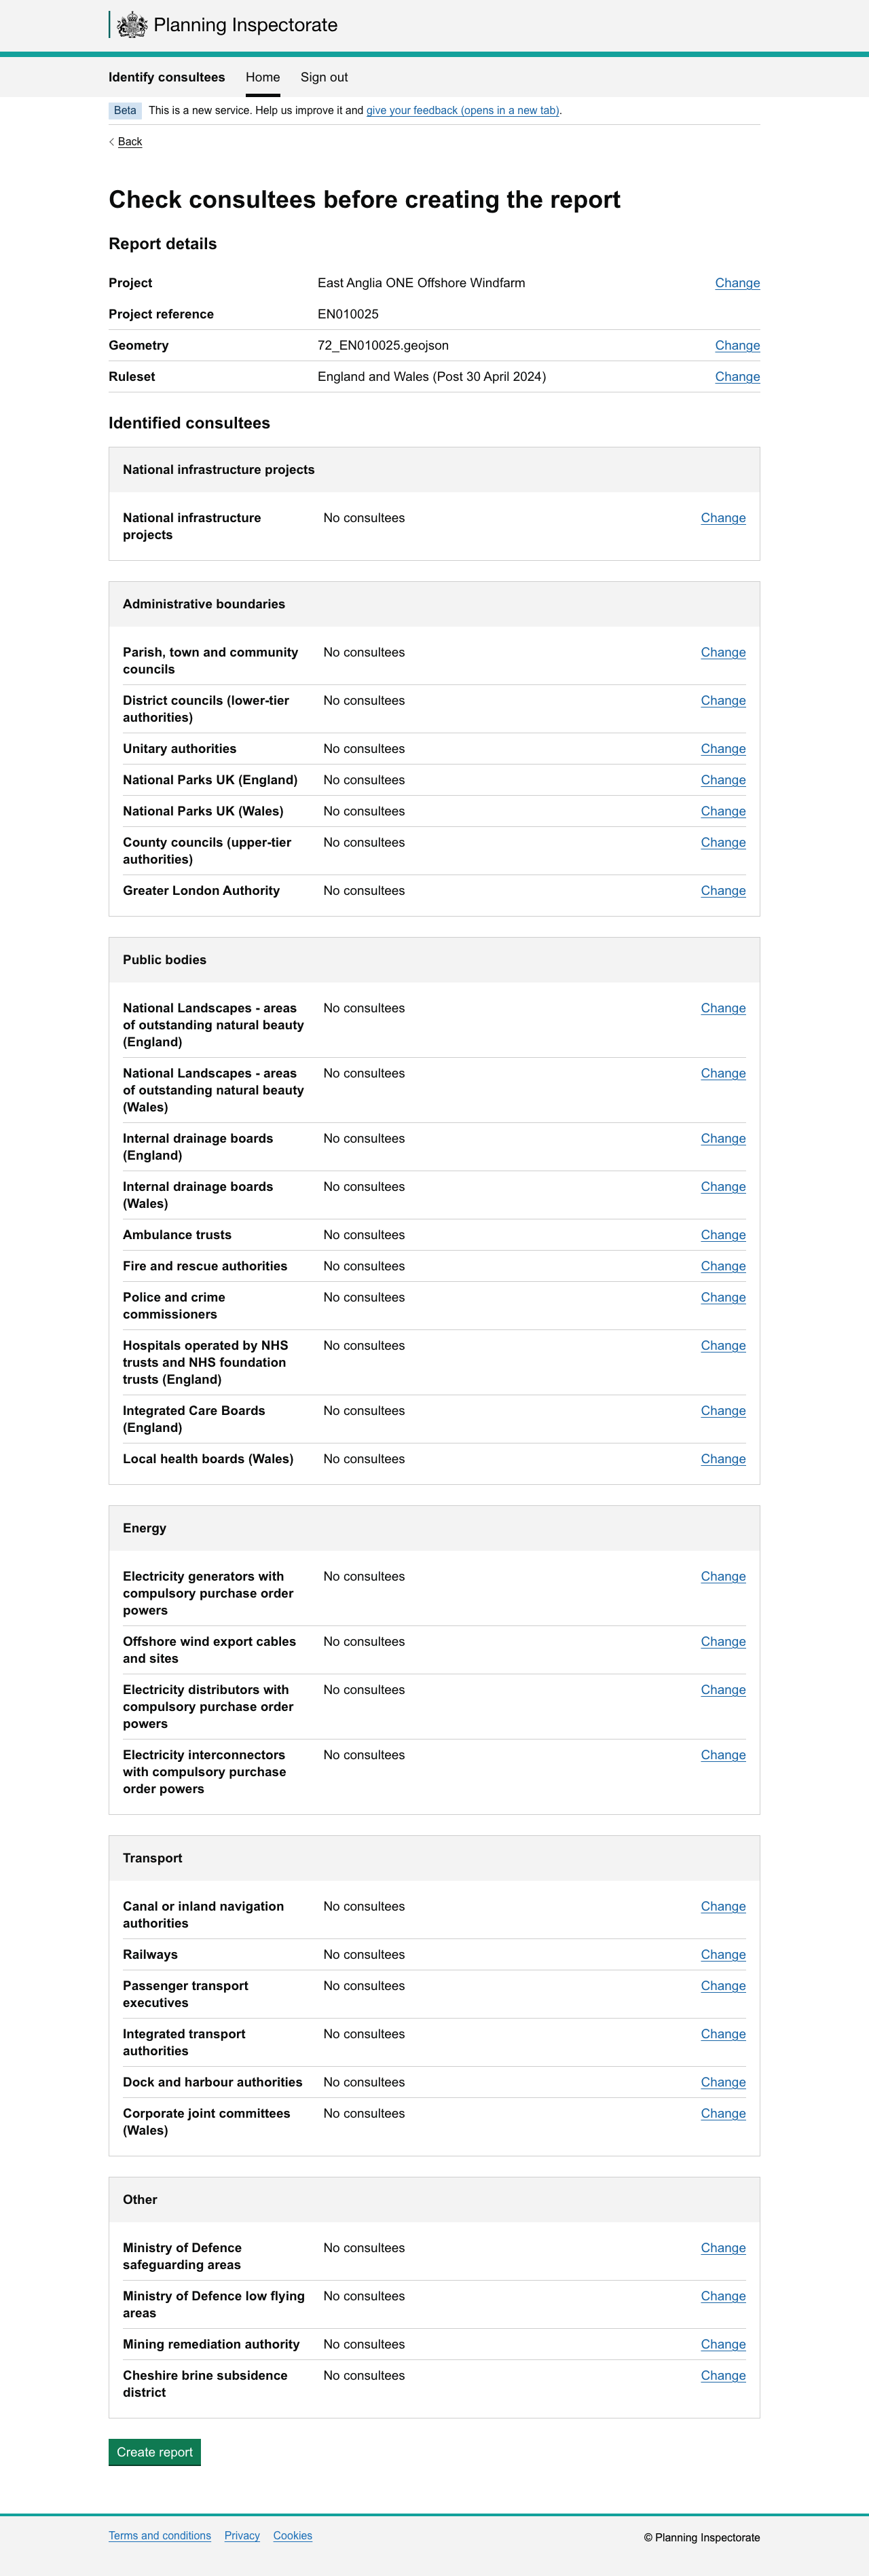 Planning Inspectorate
Identify consultees Home Sign out
Beta This is a new service. Help us improve it and give your feedback (opens in a new tab).
Back
Check consultees before creating the report
Report details
Project East Anglia ONE Offshore Windfarm Change
Project reference EN010025
Geometry 72_EN010025.geojson Change
Ruleset England and Wales (Post 30 April 2024) Change
Identified consultees
National infrastructure projects
National infrastructure No consultees Change
projects
Administrative boundaries
Parish, town and community No consultees Change
councils
District councils (lower-tier No consultees Change
authorities)
Unitary authorities No consultees Change
National Parks UK (England) No consultees Change
National Parks UK (Wales) No consultees Change
County councils (upper-tier No consultees Change
authorities)
Greater London Authority No consultees Change
Public bodies
National Landscapes - areas No consultees Change
of outstanding natural beauty
(England)
National Landscapes - areas No consultees Change
of outstanding natural beauty
(Wales)
Internal drainage boards No consultees Change
(England)
Internal drainage boards No consultees Change
(Wales)
Ambulance trusts No consultees Change
Fire and rescue authorities No consultees Change
Police and crime No consultees Change
commissioners
Hospitals operated by NHS No consultees Change
trusts and NHS foundation
trusts (England)
Integrated Care Boards No consultees Change
(England)
Local health boards (Wales) No consultees Change
Energy
Electricity generators with No consultees Change
compulsory purchase order
powers
Offshore wind export cables No consultees Change
and sites
Electricity distributors with No consultees Change
compulsory purchase order
powers
Electricity interconnectors No consultees Change
with compulsory purchase
order powers
Transport
Canal or inland navigation No consultees Change
authorities
Railways No consultees Change
Passenger transport No consultees Change
executives
Integrated transport No consultees Change
authorities
Dock and harbour authorities No consultees Change
Corporate joint committees No consultees Change
(Wales)
Other
Ministry of Defence No consultees Change
safeguarding areas
Ministry of Defence low flying No consultees Change
areas
Mining remediation authority No consultees Change
Cheshire brine subsidence No consultees Change
district
Create report
Terms and conditions Privacy Cookies © Planning Inspectorate